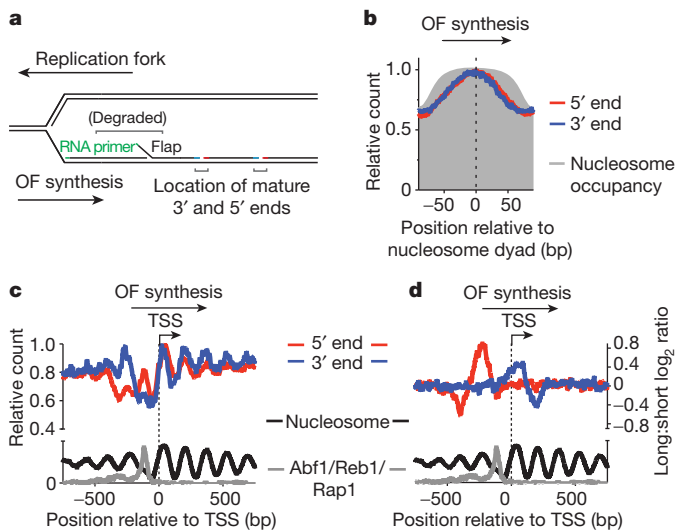 a
Replication fork
(Degraded)
RNA primer
Flap
OF synthesis
Location of mature
3′ and 5′ ends
b
OF synthesis
Relative count
1.0
0.5
0
−50 0 50
Position relative to
nucleosome dyad (bp)
5′ end
3′ end
Nucleosome
occupancy
c
OF synthesis
TSS
Relative count
1.0
0.8
0.6
0.4
0
−500 0 500
Position relative to TSS (bp)
5′ end
3′ end
Nucleosome
Abf1/Reb1/
Rap1
d
OF synthesis
TSS
0.8
0.4
0
−0.4
−0.8
Long:short log2 ratio
−500 0 500
Position relative to TSS (bp)